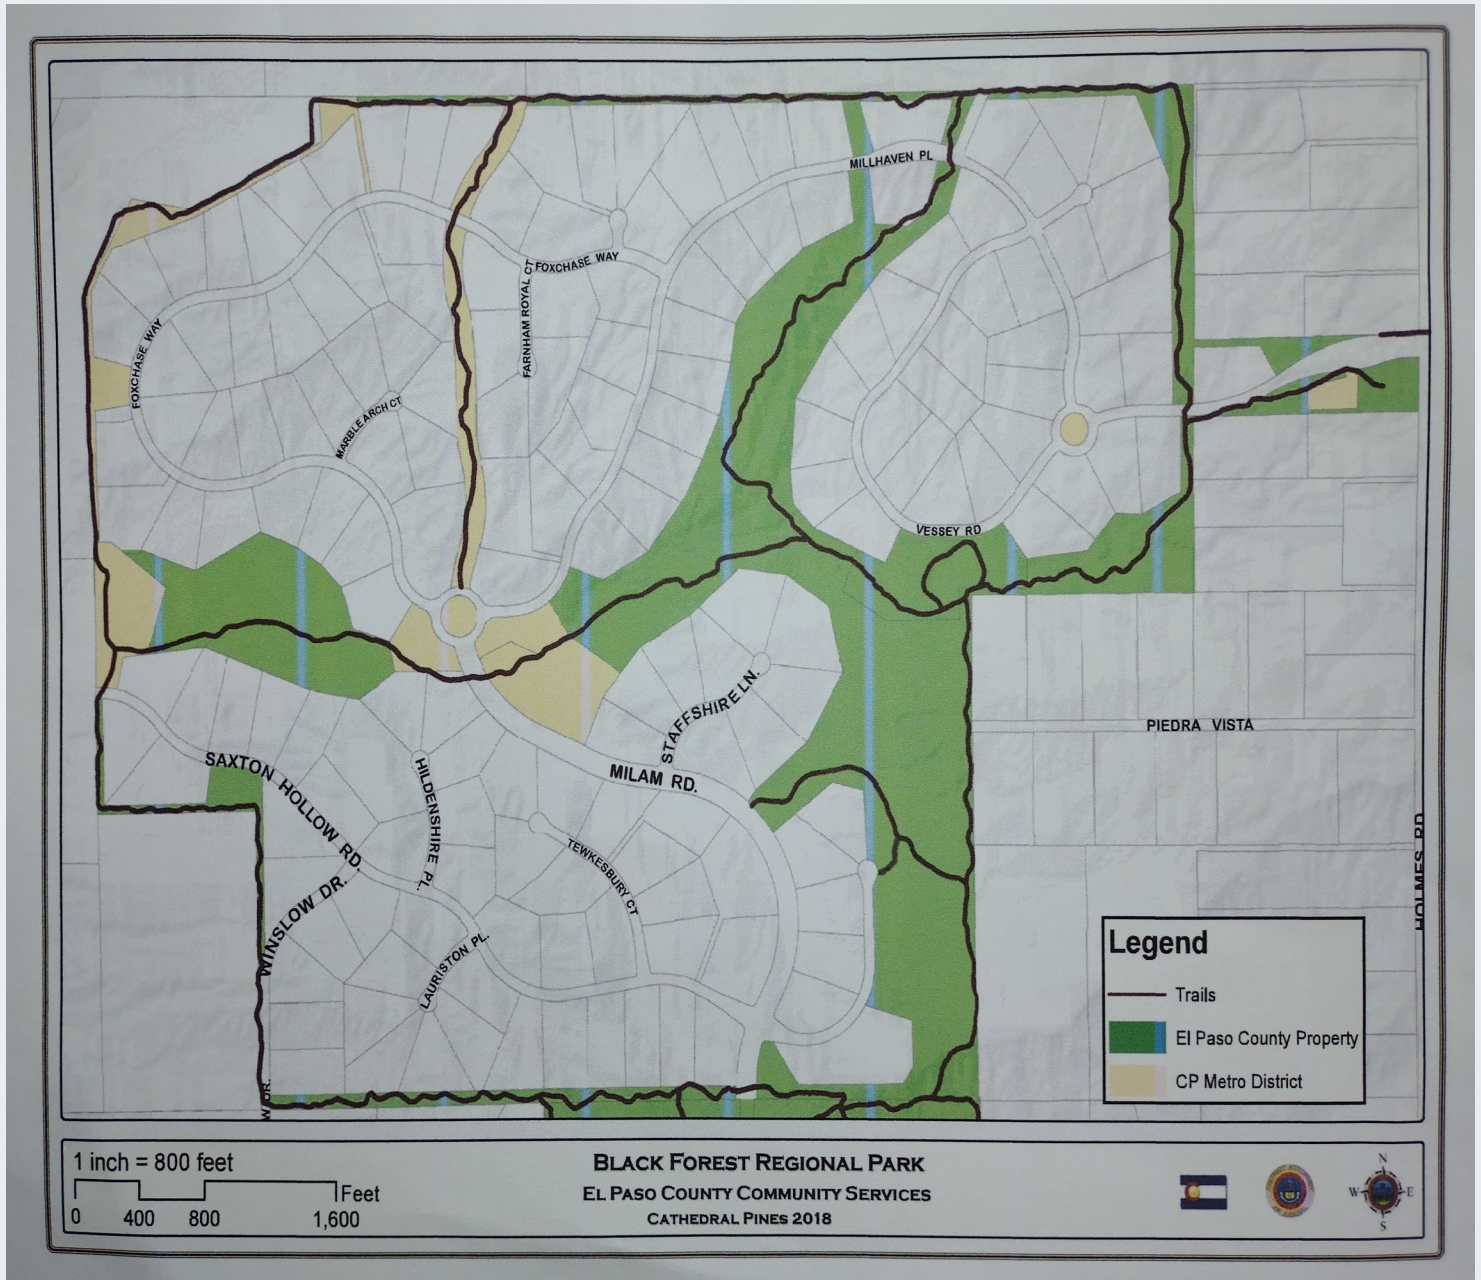 MILLHAVEN PL
FOXCHASE WAY
FARNHAM ROYAL CT
FOXCHASE WAY
MARBLE ARCH CT
VESSEY RD
STAFFSHIRE LN.
PIEDRA VISTA
SAXTON HOLLOW RD.
HILDENSHIRE PL.
MILAM RD.
HOLMES RD
TEWKESBURY CT
WINSLOW DR.
LAURISTON PL.
W DR.
Legend
Trails
El Paso County Property
CP Metro District
1 inch = 800 feet
Feet
0 400 800 1,600
BLACK FOREST REGIONAL PARK
EL PASO COUNTY COMMUNITY SERVICES
CATHEDRAL PINES 2018
N
W E
S